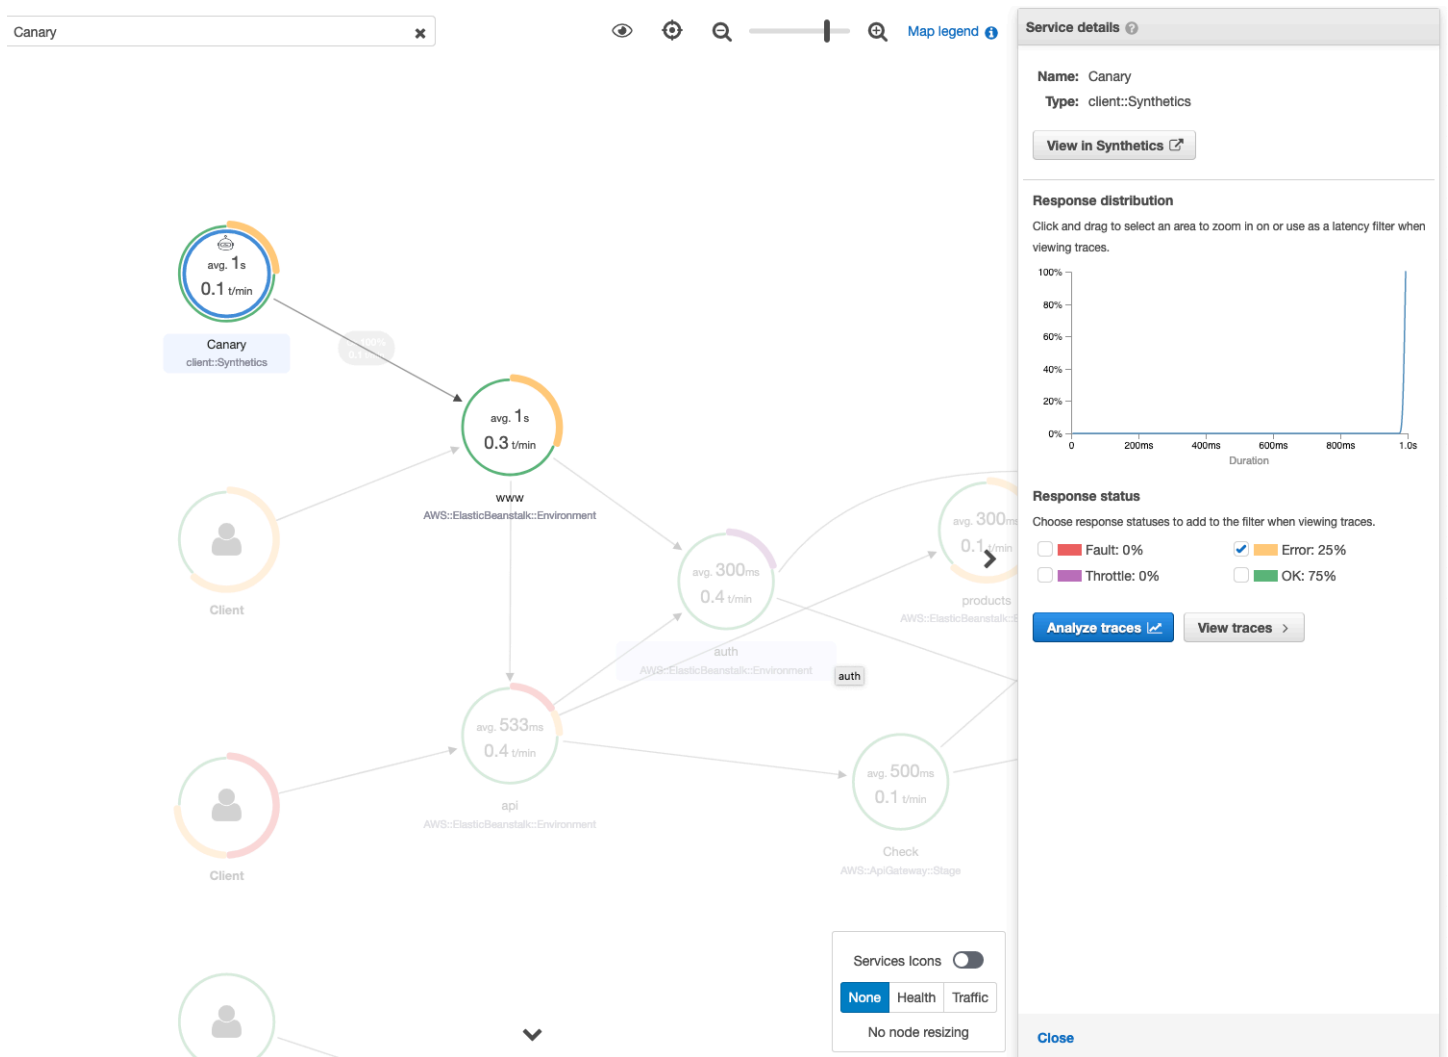 Canary
Map legend
avg. 1s
0.1 t/min
Canary
client::Synthetics
100%
avg. 1s
0.3 t/min
www
AWS::ElasticBeanstalk::Environment
Client
avg. 300ms
0.4 t/min
auth
AWS::ElasticBeanstalk::Environment
auth
avg. 300ms
0.1 t/min
products
avg. 533ms
0.4 t/min
api
AWS::ElasticBeanstalk::Environment
avg. 500ms
0.1 t/min
Check
AWS::ApiGateway::Stage
Client
Services Icons
None Health Traffic
No node resizing
Service details
Name: Canary
Type: client::Synthetics
View in Synthetics
Response distribution
Click and drag to select an area to zoom in on or use as a latency filter when
viewing traces.
100%
80%
60%
40%
20%
0%
0 200ms 400ms 600ms 800ms 1.0s
Duration
Response status
Choose response statuses to add to the filter when viewing traces.
Fault: 0% Error: 25%
Throttle: 0% OK: 75%
Analyze traces View traces
Close